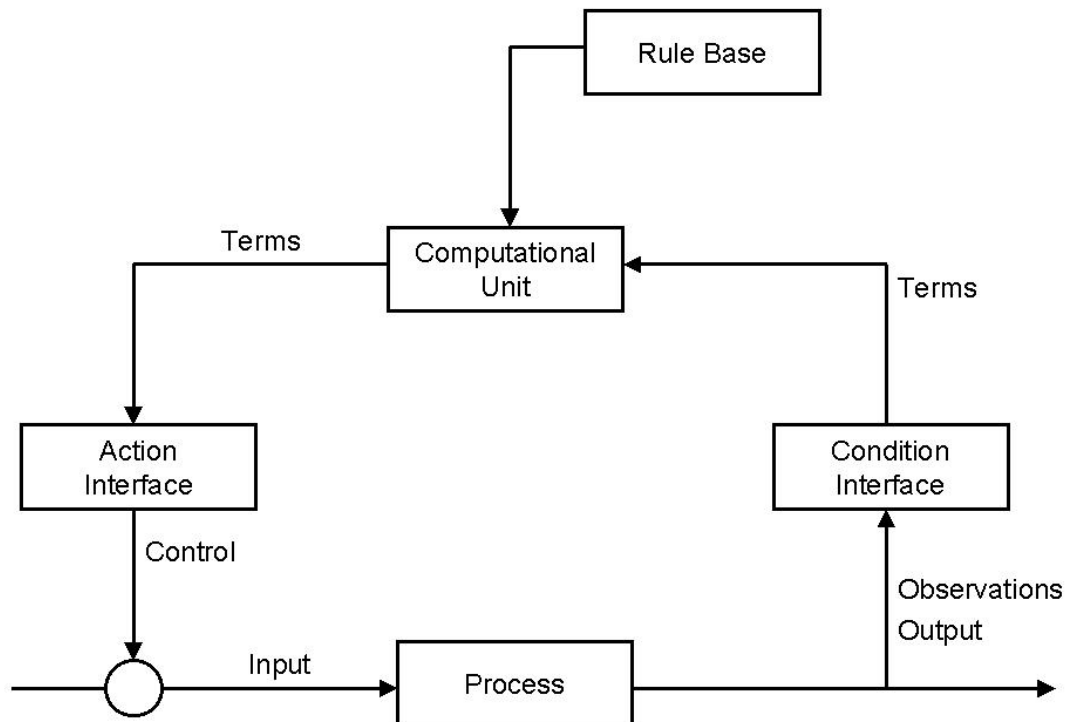 Rule Base
Terms
Computational
Unit
Terms
Action
Interface
Condition
Interface
Control
Observations
Output
Input
Process